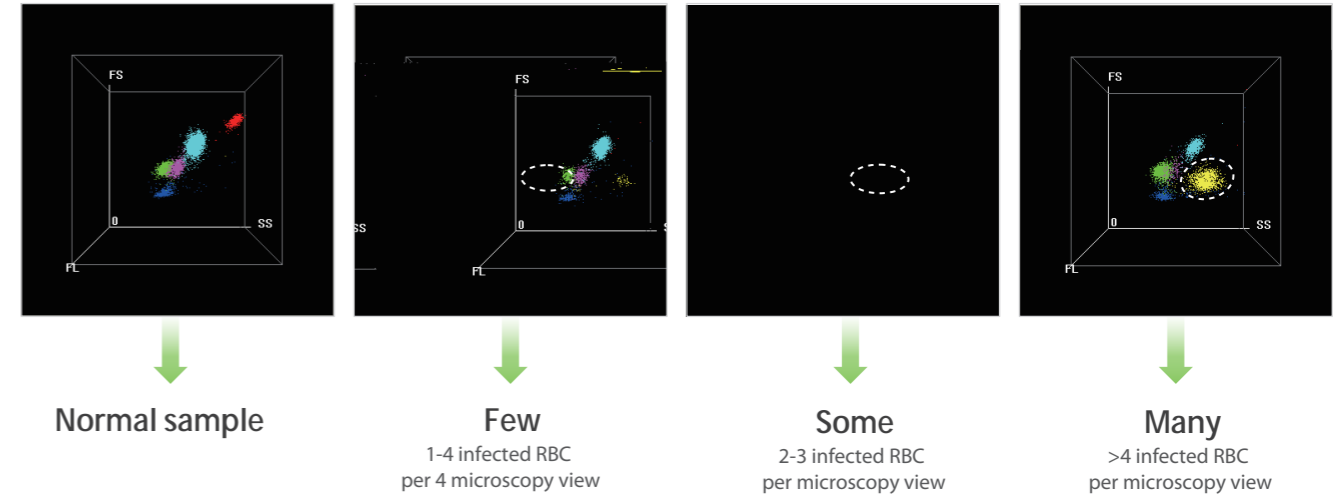 FS
0
SS
FL
FS
SS
0
S
FL
FS
0
SS
FL
Normal sample
Few
1-4 infected RBC
per 4 microscopy view
Some
2-3 infected RBC
per microscopy view
Many
>4 infected RBC
per microscopy view